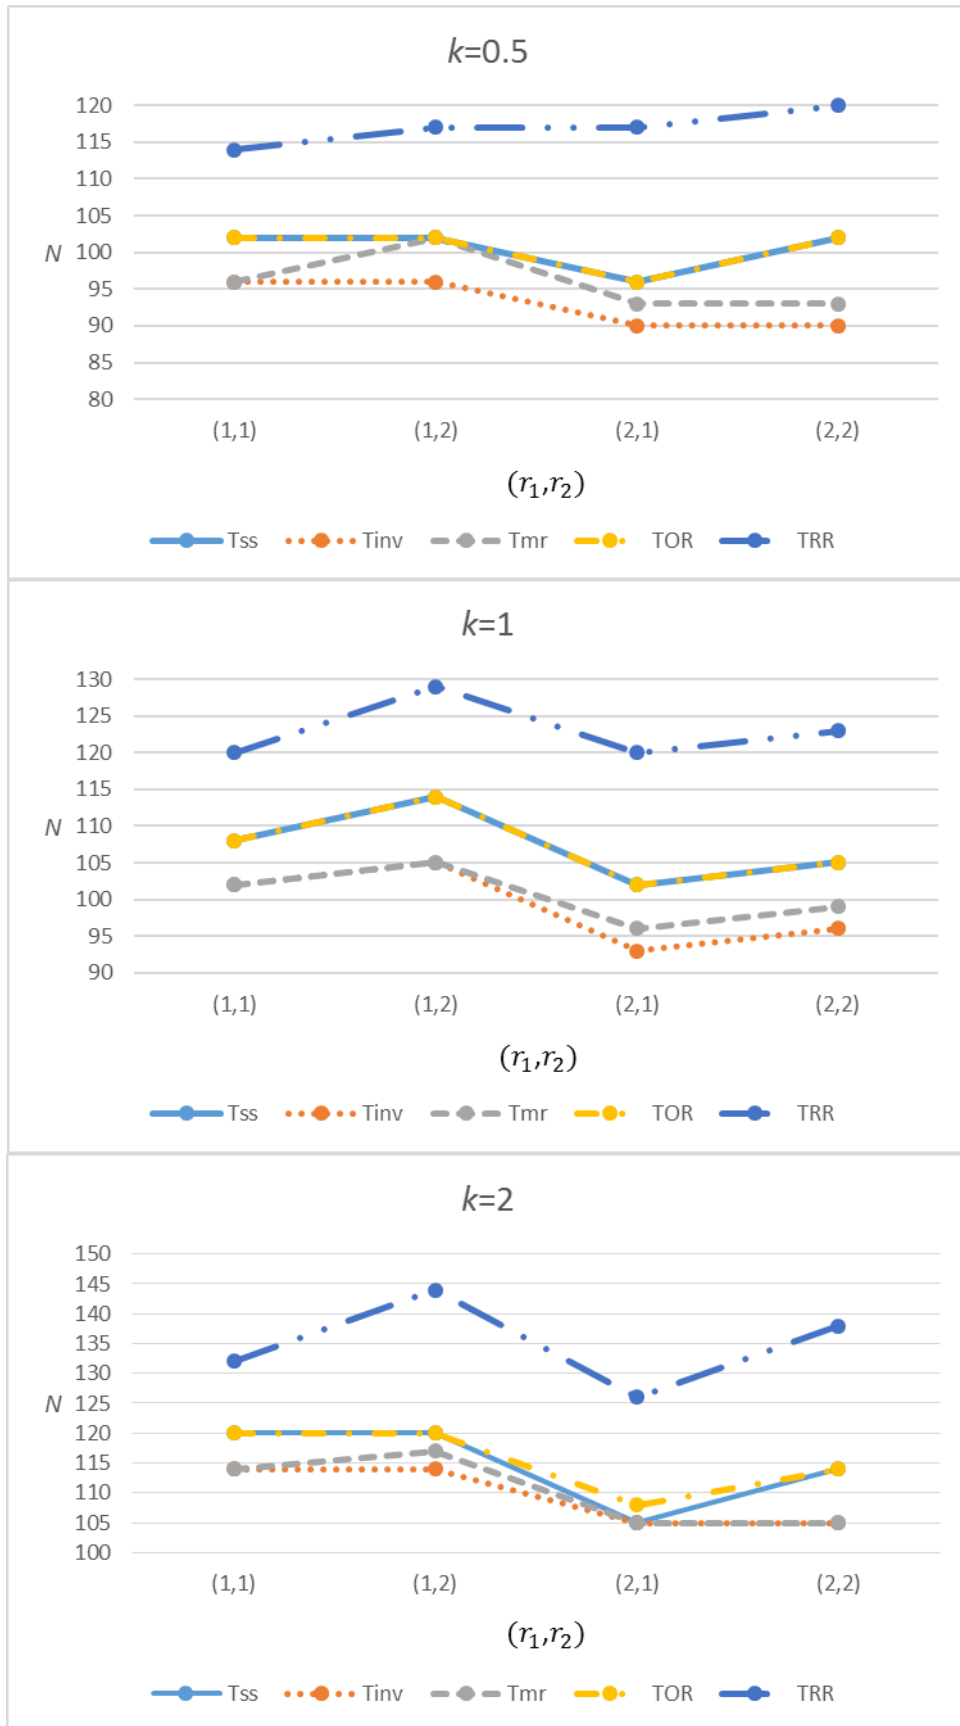 k=0.5
120
115
110
105
100
N
95
90
85
80
(1,1) (1,2) (2,1) (2,2)
(r₁,r₂)
Tss Tinv Tmr TOR TRR
k=1
130
125
120
115
110
N
105
100
95
90
(1,1) (1,2) (2,1) (2,2)
(r₁,r₂)
Tss Tinv Tmr TOR TRR
k=2
150
145
140
135
130
125
N
120
114
110
105
100
(1,1) (1,2) (2,1) (2,2)
(r₁,r₂)
Tss Tinv Tmr TOR TRR